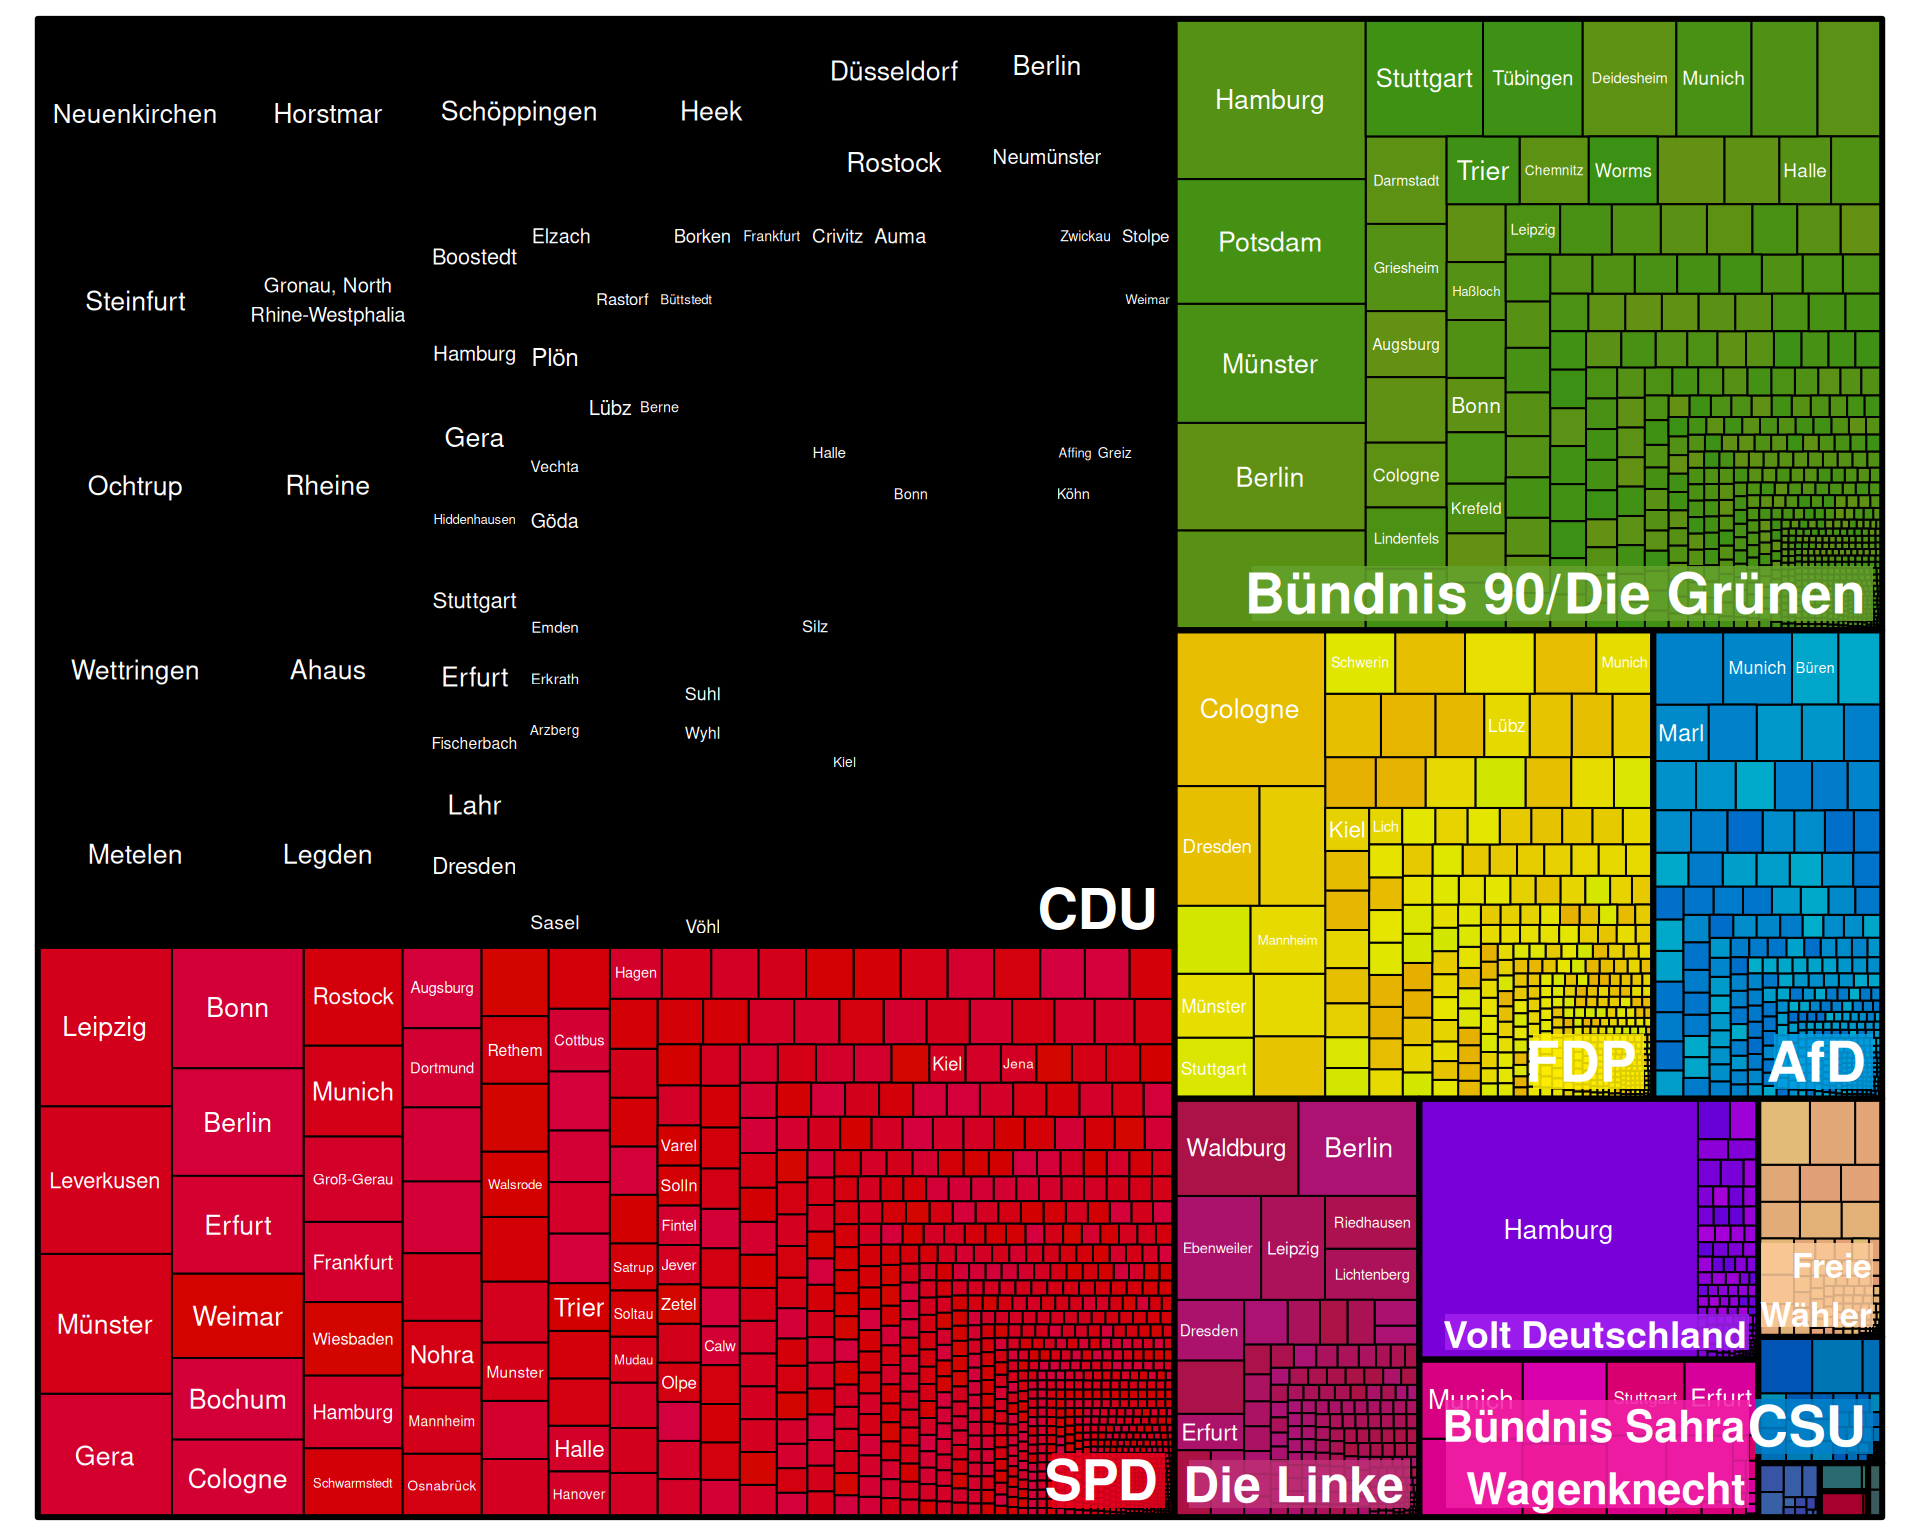 Neuenkirchen
Horstmar
Schöppingen
Heek
Düsseldorf
Berlin
Rostock
Neumünster
Steinfurt
Gronau, North
Rhine-Westphalia
Boostedt
Elzach
Borken
Frankfurt
Crivitz
Auma
Zwickau
Stolpe
Rastorf
Büttstedt
Weimar
Hamburg
Plön
Lübz
Berne
Gera
Vechta
Halle
Affing
Greiz
Bonn
Köhn
Ochtrup
Rheine
Hiddenhausen
Göda
Stuttgart
Emden
Silz
Wettringen
Ahaus
Erfurt
Erkrath
Suhl
Fischerbach
Arzberg
Wyhl
Kiel
Metelen
Legden
Lahr
Dresden
Sasel
Vöhl
CDU
Leipzig
Leverkusen
Münster
Gera
Bonn
Berlin
Erfurt
Weimar
Bochum
Cologne
Rostock
Munich
Groß-Gerau
Frankfurt
Wiesbaden
Hamburg
Schwarmstedt
Augsburg
Dortmund
Nohra
Mannheim
Osnabrück
Rethem
Walsrode
Munster
Cottbus
Trier
Halle
Hanover
Hagen
Satrup
Soltau
Mudau
Varel
Solln
Fintel
Jever
Zetel
Olpe
Calw
Kiel
Jena
SPD
Hamburg
Potsdam
Münster
Berlin
Stuttgart
Tübingen
Deidesheim
Munich
Darmstadt
Griesheim
Augsburg
Cologne
Lindenfels
Trier
Chemnitz
Worms
Halle
Leipzig
Haßloch
Bonn
Krefeld
Bündnis 90/Die Grünen
Cologne
Dresden
Mannheim
Münster
Stuttgart
Schwerin
Munich
Lübz
Kiel
Lich
FDP
Munich
Büren
Marl
AfD
Waldburg
Berlin
Ebenweiler
Leipzig
Riedhausen
Lichtenberg
Dresden
Erfurt
Die Linke
Hamburg
Volt Deutschland
Munich
Stuttgart
Erfurt
Bündnis Sahra
Wagenknecht
Freie
Wähler
CSU